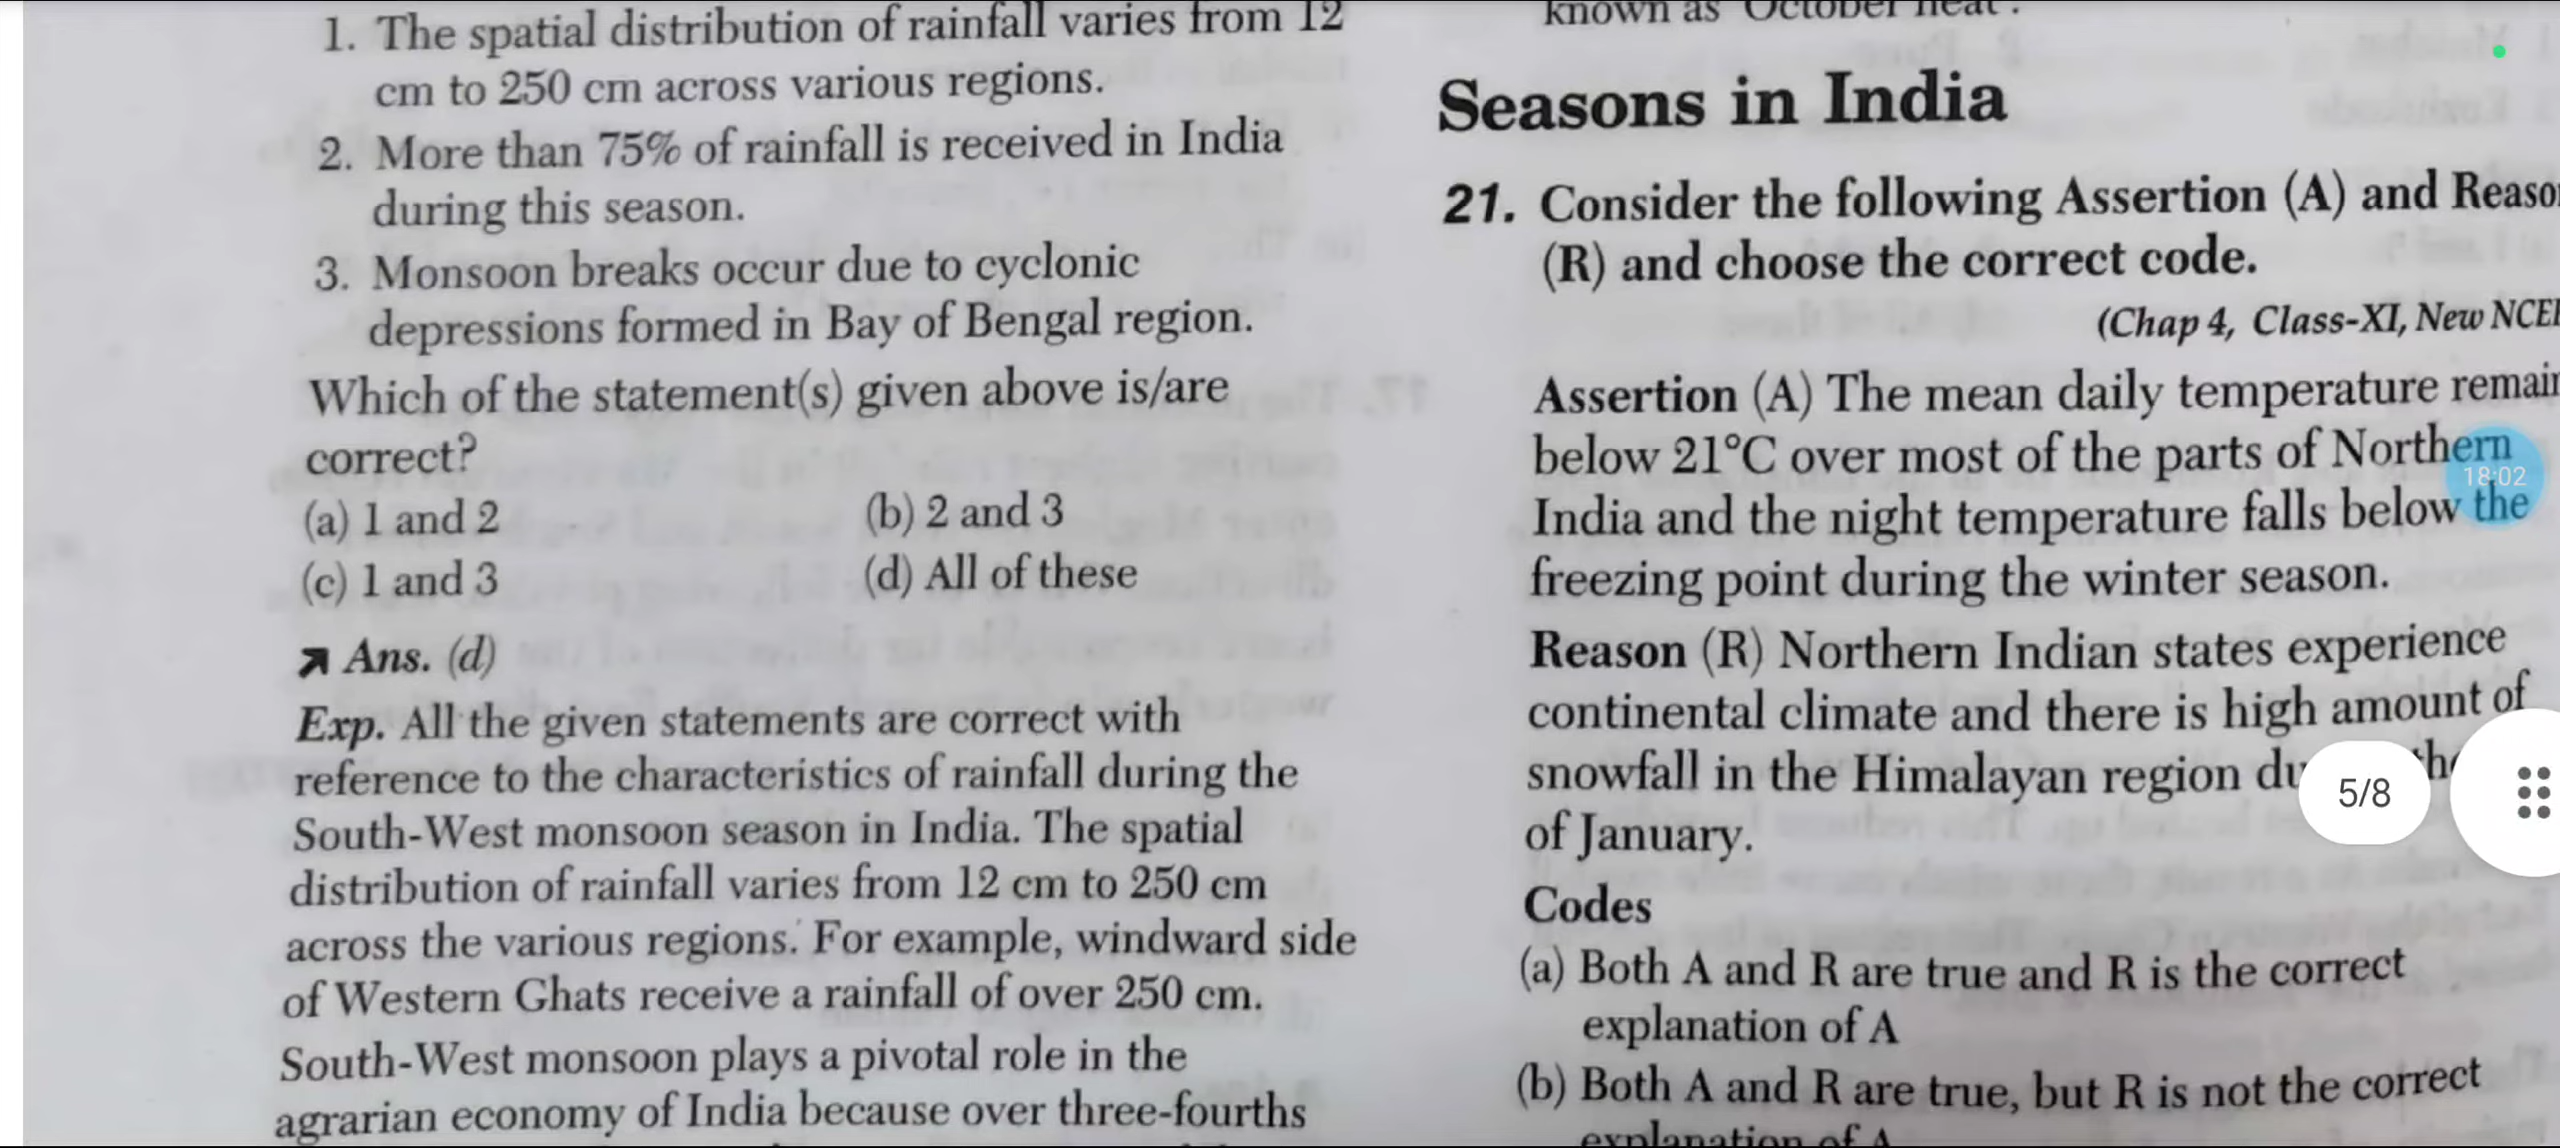 1. The spatial distribution of rainfall varies from 12
cm to 250 cm across various regions.
2. More than 75% of rainfall is received in India
during this season.
3. Monsoon breaks occur due to cyclonic
depressions formed in Bay of Bengal region.
Which of the statement(s) given above is/are
correct?
(a) 1 and 2 (b) 2 and 3
(c) 1 and 3 (d) All of these
Ans. (d)
Exp. All the given statements are correct with
reference to the characteristics of rainfall during the
South-West monsoon season in India. The spatial
distribution of rainfall varies from 12 cm to 250 cm
across the various regions. For example, windward side
of Western Ghats receive a rainfall of over 250 cm.
South-West monsoon plays a pivotal role in the
agrarian economy of India because over three-fourths
known as 'October heat'.
Seasons in India
21. Consider the following Assertion (A) and Reaso
(R) and choose the correct code.
(Chap 4, Class-XI, New NCE
Assertion (A) The mean daily temperature remai
below 21°C over most of the parts of Northern
India and the night temperature falls below the
freezing point during the winter season.
Reason (R) Northern Indian states experience
continental climate and there is high amount of
snowfall in the Himalayan region
of January.
Codes
(a) Both A and R are true and R is the correct
explanation of A
(b) Both A and R are true, but R is not the correct
explanation of A
18:02
5/8